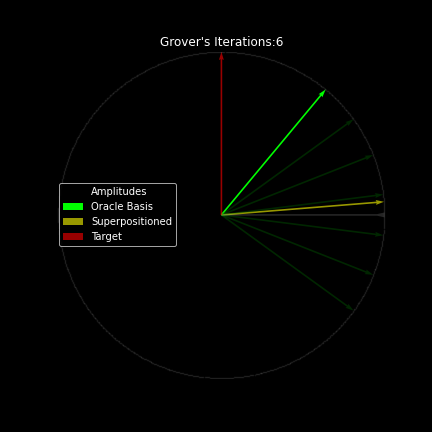 Grover's Iterations:6
Amplitudes
Oracle Basis
Superpositioned
Target